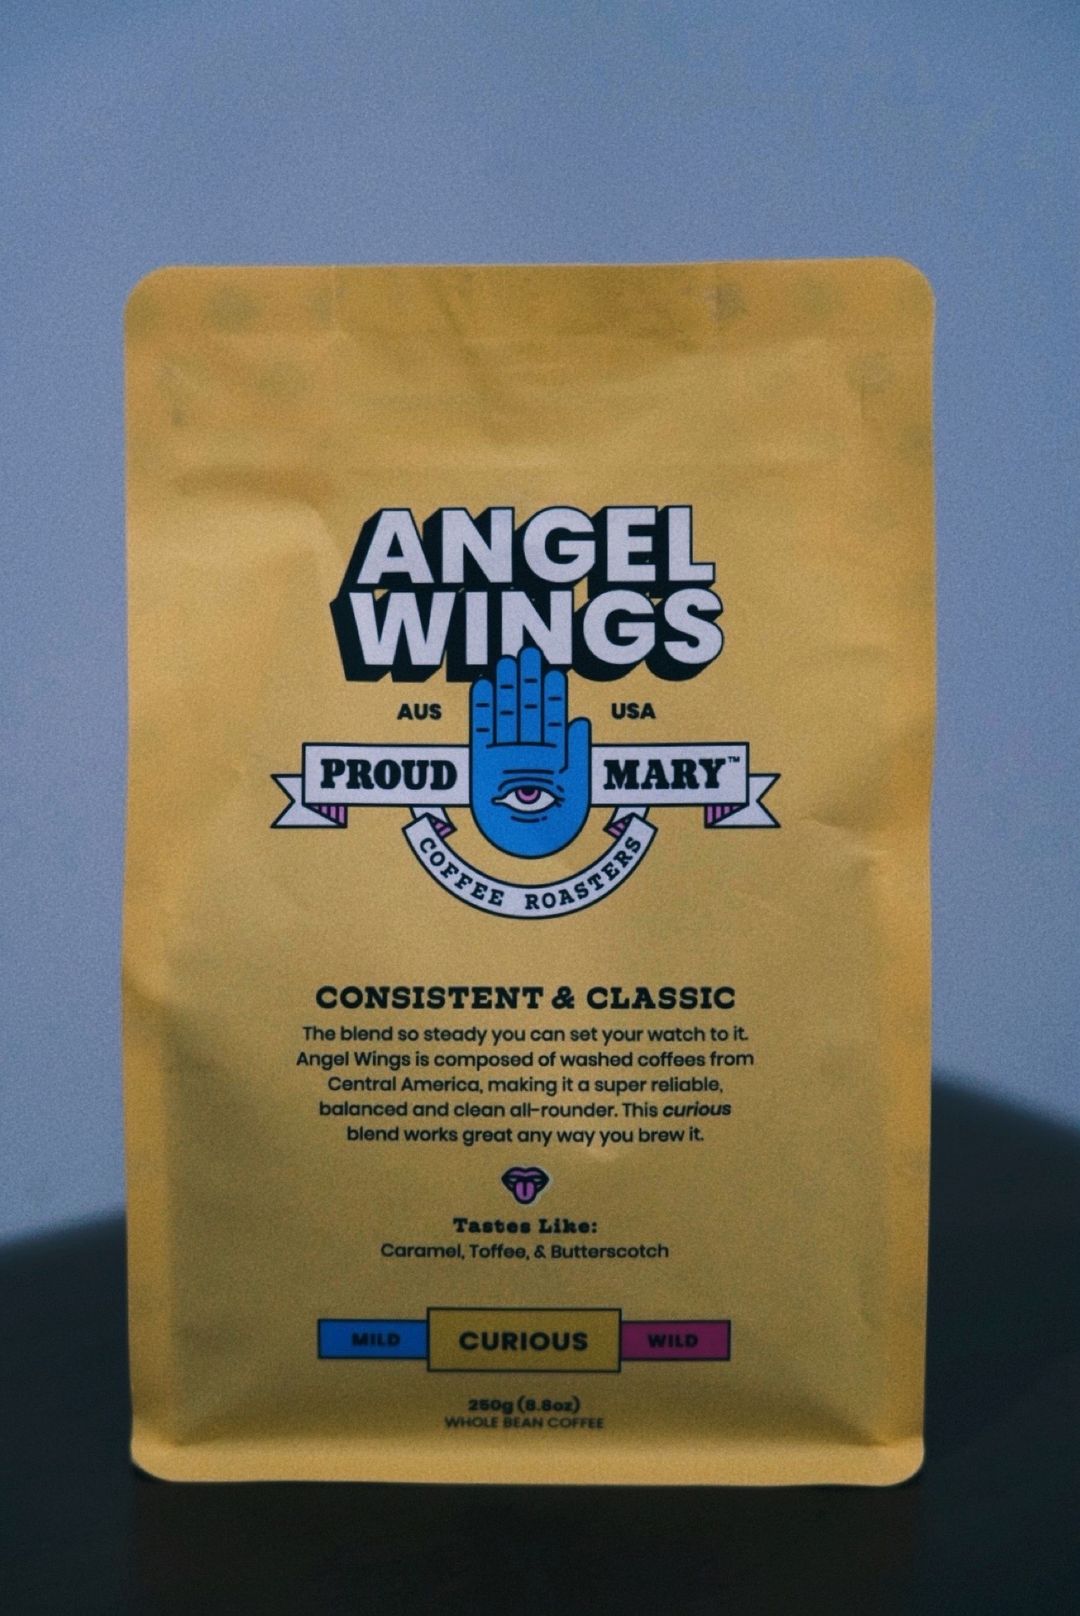 ANGEL
WINGS
AUS USA
PROUD MARY™
COFFEE ROASTERS
CONSISTENT & CLASSIC
The blend so steady you can set your watch to it.
Angel Wings is composed of washed coffees from
Central America, making it a super reliable,
balanced and clean all-rounder. This curious
blend works great any way you brew it.
Tastes Like:
Caramel, Toffee, & Butterscotch
MILD CURIOUS WILD
250g (8.8oz)
WHOLE BEAN COFFEE